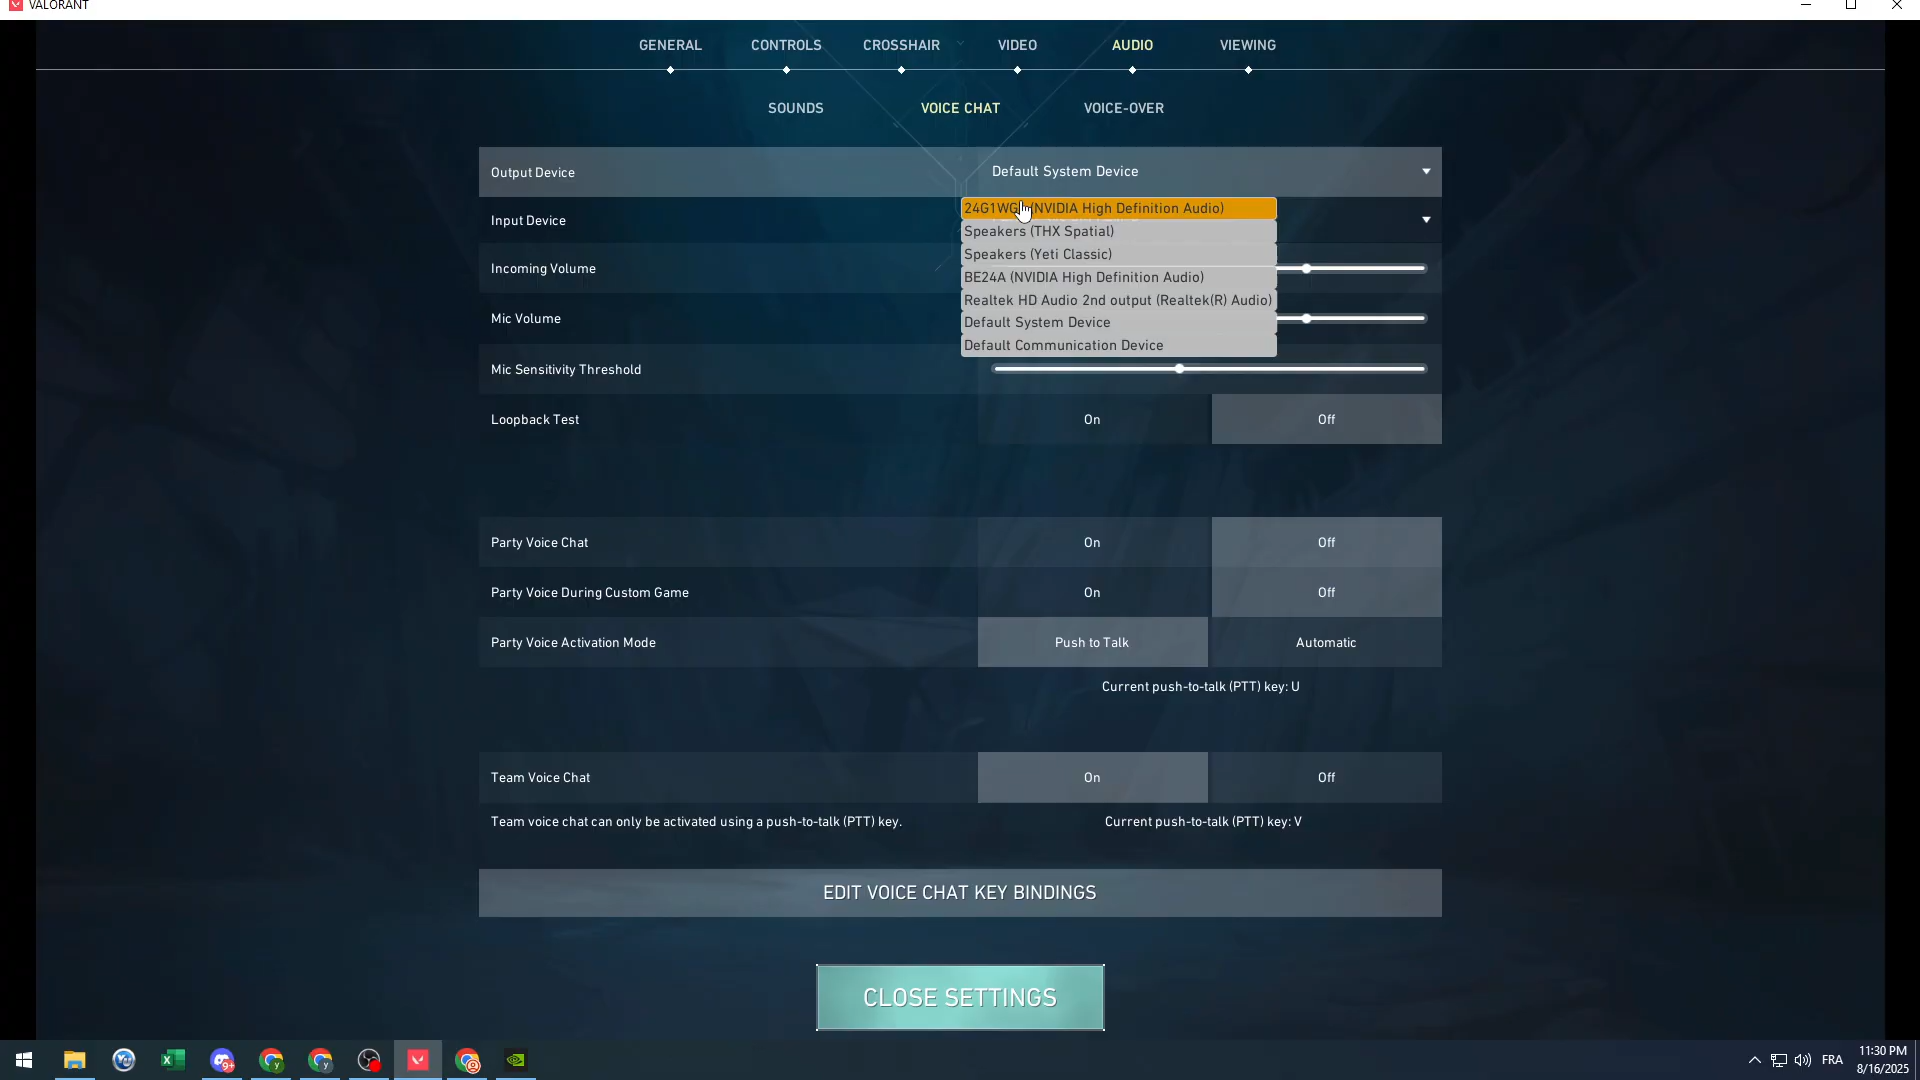 VALORANT
GENERAL CONTROLS CROSSHAIR VIDEO AUDIO VIEWING
SOUNDS VOICE CHAT VOICE-OVER
Output Device Default System Device
Input Device
24G1WG (NVIDIA High Definition Audio)
Speakers (THX Spatial)
Speakers (Yeti Classic)
BE24A (NVIDIA High Definition Audio)
Realtek HD Audio 2nd output (Realtek(R) Audio)
Default System Device
Default Communication Device
Incoming Volume
Mic Volume
Mic Sensitivity Threshold
Loopback Test On Off
Party Voice Chat On Off
Party Voice During Custom Game On Off
Party Voice Activation Mode Push to Talk Automatic
Current push-to-talk (PTT) key: U
Team Voice Chat On Off
Team voice chat can only be activated using a push-to-talk (PTT) key. Current push-to-talk (PTT) key: V
EDIT VOICE CHAT KEY BINDINGS
CLOSE SETTINGS
9+
FRA
11:30 PM
8/16/2025